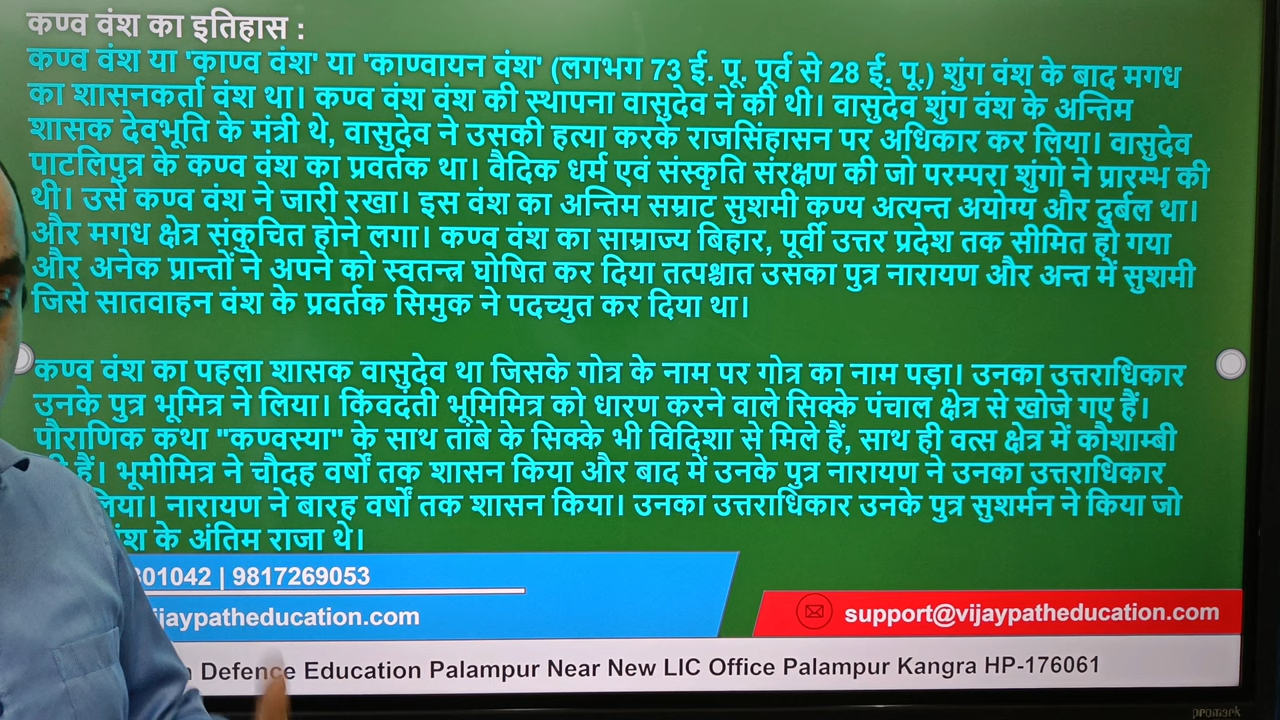 कण्व वंश का इतिहास :
कण्व वंश या 'काण्व वंश' या 'काण्वायन वंश' (लगभग 73 ई. पू. पूर्व से 28 ई. पू.) शुंग वंश के बाद मगध
का शासनकर्ता वंश था। कण्व वंश वंश की स्थापना वासुदेव ने की थी। वासुदेव शुंग वंश के अन्तिम
शासक देवभूति के मंत्री थे, वासुदेव ने उसकी हत्या करके राजसिंहासन पर अधिकार कर लिया। वासुदेव
पाटलिपुत्र के कण्व वंश का प्रवर्तक था। वैदिक धर्म एवं संस्कृति संरक्षण की जो परम्परा शुंगो ने प्रारम्भ की
थी। उसे कण्व वंश ने जारी रखा। इस वंश का अन्तिम सम्राट सुशमी कण्य अत्यन्त अयोग्य और दुर्बल था।
और मगध क्षेत्र संकुचित होने लगा। कण्व वंश का साम्राज्य बिहार, पूर्वी उत्तर प्रदेश तक सीमित हो गया
और अनेक प्रान्तों ने अपने को स्वतन्त्र घोषित कर दिया तत्पश्चात उसका पुत्र नारायण और अन्त में सुशमी
जिसे सातवाहन वंश के प्रवर्तक सिमुक ने पदच्युत कर दिया था।
कण्व वंश का पहला शासक वासुदेव था जिसके गोत्र के नाम पर गोत्र का नाम पड़ा। उनका उत्तराधिकार
उनके पुत्र भूमित्र ने लिया। किंवदंती भूमिमित्र को धारण करने वाले सिक्के पंचाल क्षेत्र से खोजे गए हैं।
पौराणिक कथा "कण्वस्या" के साथ तांबे के सिक्के भी विदिशा से मिले हैं, साथ ही वत्स क्षेत्र में कौशाम्बी
हैं। भूमीमित्र ने चौदह वर्षों तक शासन किया और बाद में उनके पुत्र नारायण ने उनका उत्तराधिकार
लिया। नारायण ने बारह वर्षों तक शासन किया। उनका उत्तराधिकार उनके पुत्र सुशर्मन ने किया जो
के अंतिम राजा थे।
01042 | 9817269053
ijaypatheducation.com
support@vijaypatheducation.com
Defence Education Palampur Near New LIC Office Palampur Kangra HP-176061
promark